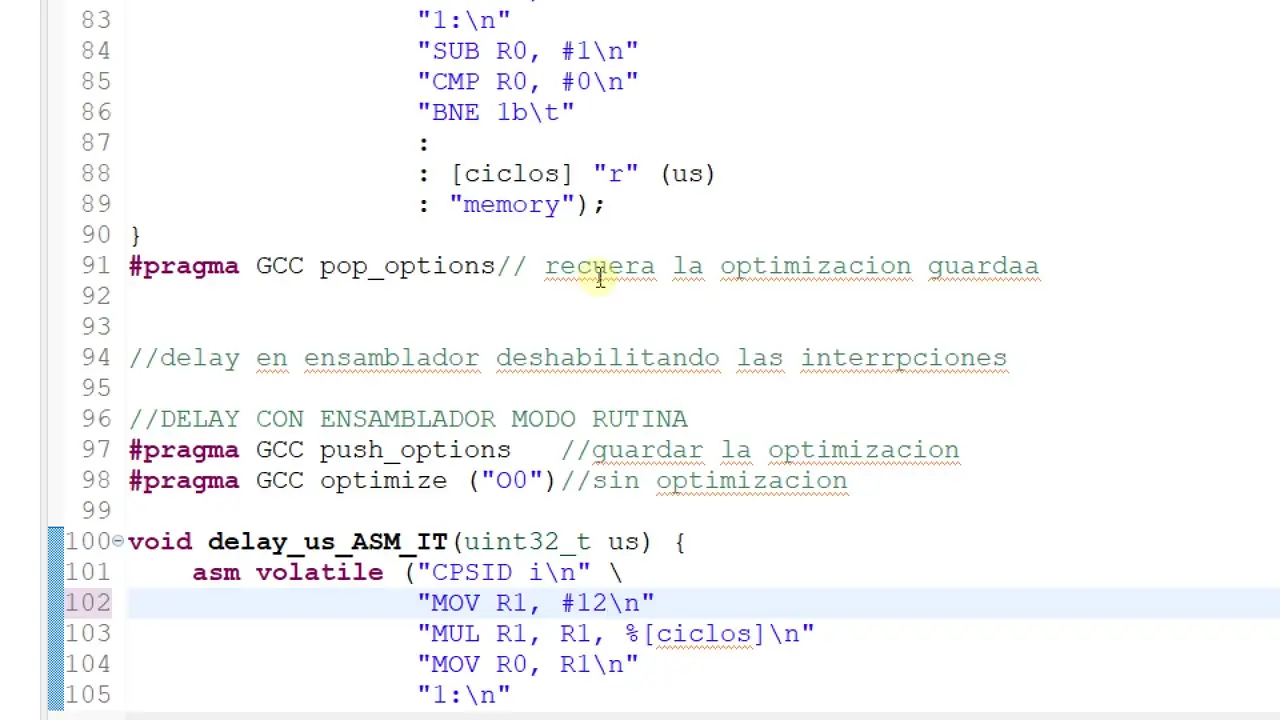 83 "1:\n"
84 "SUB R0, #1\n"
85 "CMP R0, #0\n"
86 "BNE 1b\t"
87 :
88 : [ciclos] "r" (us)
89 : "memory");
90 }
91 #pragma GCC pop_options// recuera la optimizacion guardaa
92
93
94 //delay en ensamblador deshabilitando las interrpciones
95
96 //DELAY CON ENSAMBLADOR MODO RUTINA
97 #pragma GCC push_options //guardar la optimizacion
98 #pragma GCC optimize ("O0")//sin optimizacion
99
100 void delay_us_ASM_IT(uint32_t us) {
101 asm volatile ("CPSID i\n" \
102 "MOV R1, #12\n"
103 "MUL R1, R1, %[ciclos]\n"
104 "MOV R0, R1\n"
105 "1:\n"